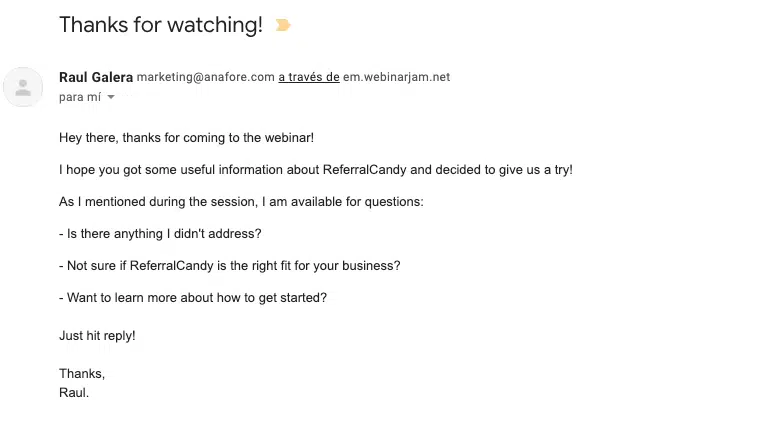 Thanks for watching!
Raul Galera marketing@anafore.com a través de em.webinarjam.net
para mí
Hey there, thanks for coming to the webinar!
I hope you got some useful information about ReferralCandy and decided to give us a try!
As I mentioned during the session, I am available for questions:
- Is there anything I didn't address?
- Not sure if ReferralCandy is the right fit for your business?
- Want to learn more about how to get started?
Just hit reply!
Thanks,
Raul.